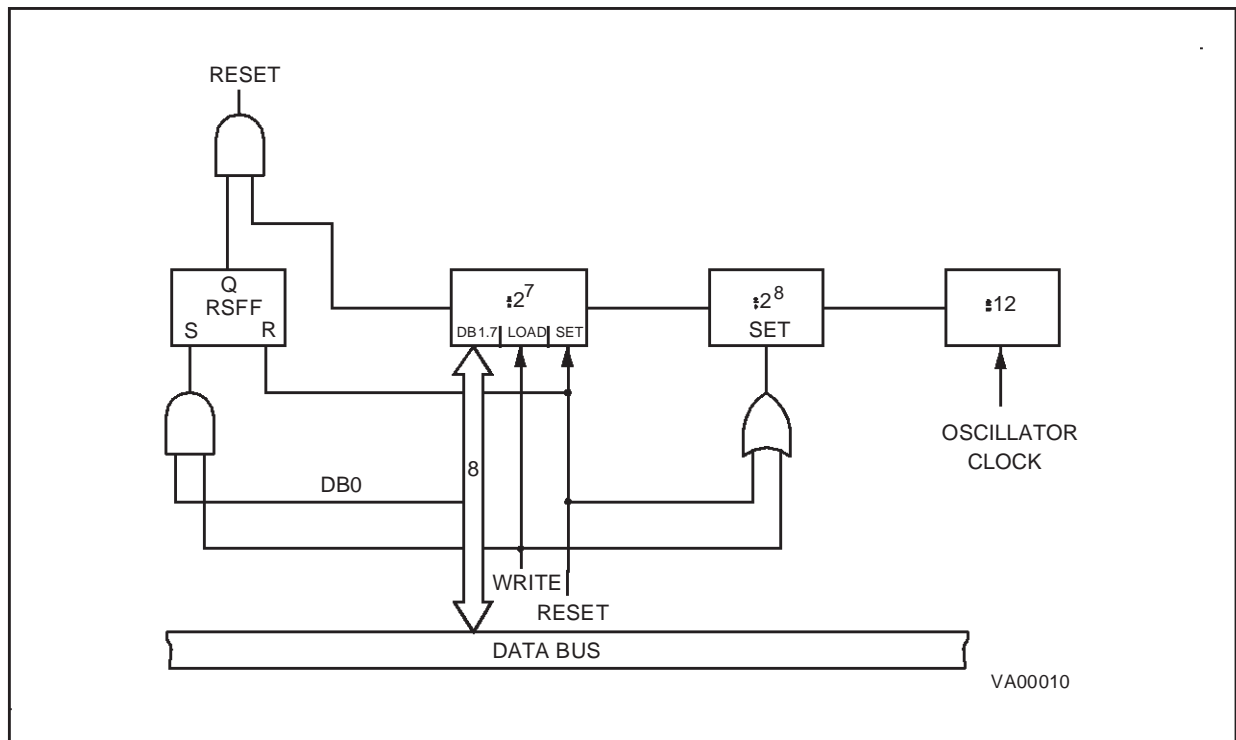 RESET
Q
RSFF
S R
:2⁷
DB1.7 LOAD SET
:2⁸
SET
:12
OSCILLATOR
CLOCK
8
DB0
WRITE
RESET
DATA BUS
VA00010